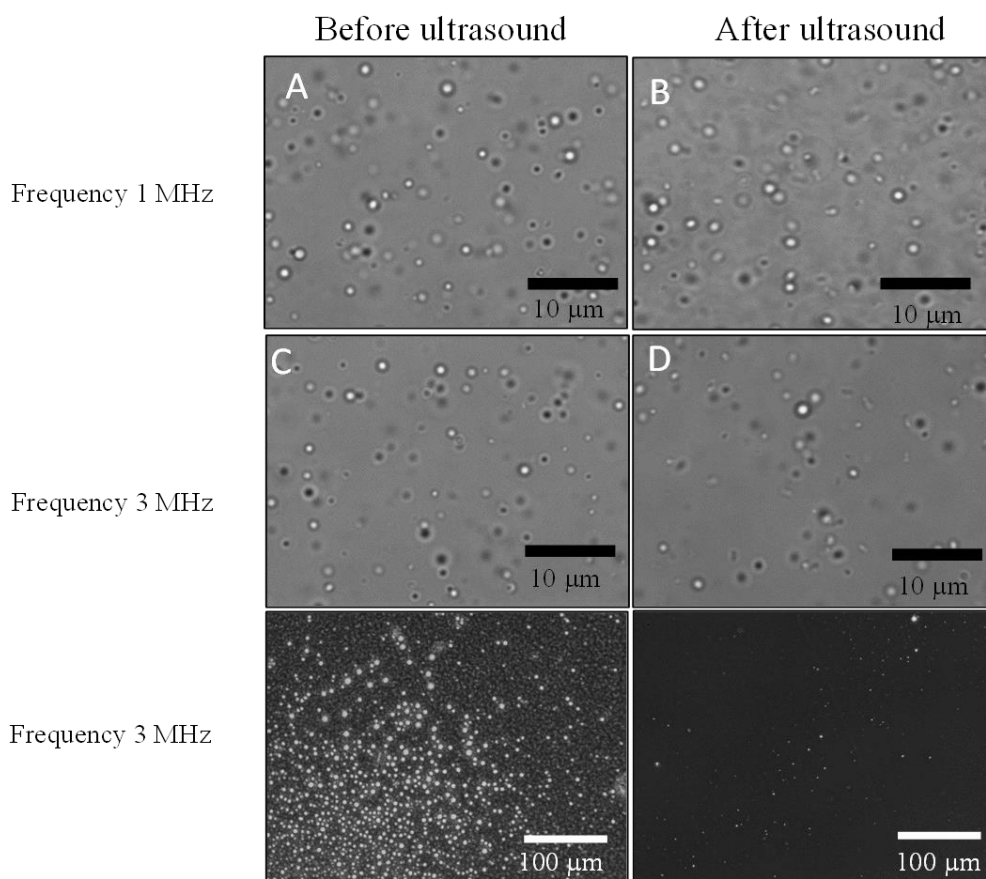 Before ultrasound
After ultrasound
A
B
Frequency 1 MHz
10 µm
10 µm
C
D
Frequency 3 MHz
10 µm
10 µm
Frequency 3 MHz
100 µm
100 µm